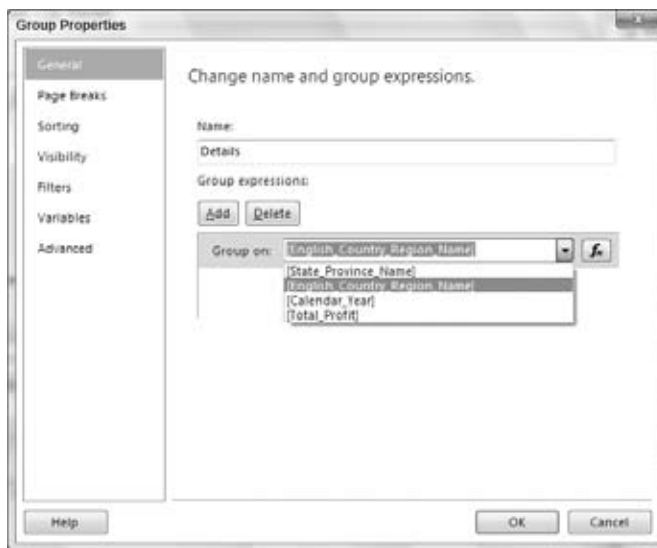 Group Properties
x
General
Page Breaks
Sorting
Visibility
Filters
Variables
Advanced
Change name and group expressions.
Name:
Details
Group expressions:
Add Delete
Group on: [English_Country_Region_Name] fx
[State_Province_Name]
[English_Country_Region_Name]
[Calendar_Year]
[Total_Profit]
Help OK Cancel